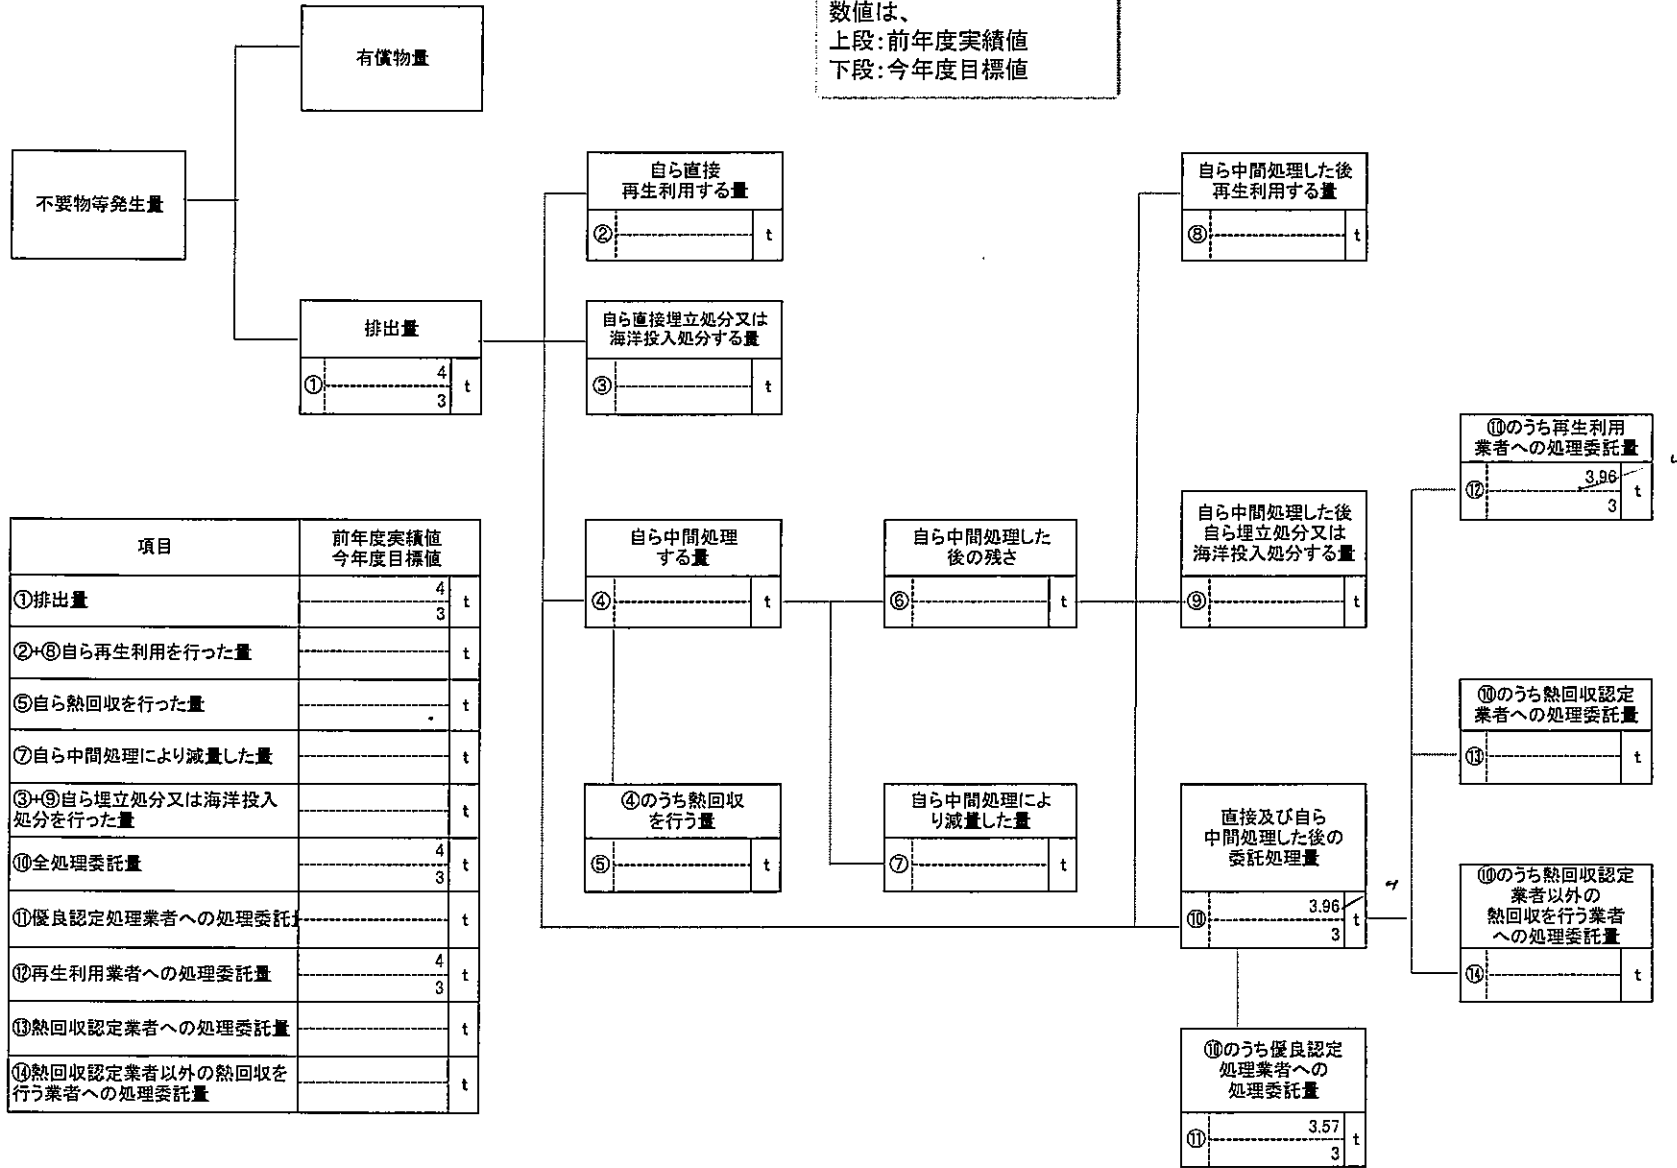 数値は、
上段：前年度実績値
下段：今年度目標値
有償物量
不要物等発生量
排出量
① 4
3
t
自ら直接
再生利用する量
② t
自ら直接埋立処分又は
海洋投入処分する量
③ t
自ら中間処理
する量
④ t
④のうち熱回収
を行う量
⑤ t
自ら中間処理した
後の残さ
⑥ t
自ら中間処理によ
り減量した量
⑦ t
自ら中間処理した後
再生利用する量
⑧ t
自ら中間処理した後
自ら埋立処分又は
海洋投入処分する量
⑨ t
直接及び自ら
中間処理した後の
委託処理量
4
⑩ 3.96
3
t
⑩のうち優良認定
処理業者への
処理委託量
⑪ 3.57
3
t
⑩のうち再生利用
業者への処理委託量
⑫ 3.96
3
t
⑩のうち熱回収認定
業者への処理委託量
⑬ t
⑩のうち熱回収認定
業者以外の
熱回収を行う業者
への処理委託量
⑭ t
項目
前年度実績値
今年度目標値
①排出量 4
3
t
②+⑧自ら再生利用を行った量 t
⑤自ら熱回収を行った量 t
⑦自ら中間処理により減量した量 t
③+⑨自ら埋立処分又は海洋投入
処分を行った量 t
⑩全処理委託量 4
3
t
⑪優良認定処理業者への処理委託 t
⑫再生利用業者への処理委託量 4
3
t
⑬熱回収認定業者への処理委託量 t
⑭熱回収認定業者以外の熱回収を
行う業者への処理委託量 t